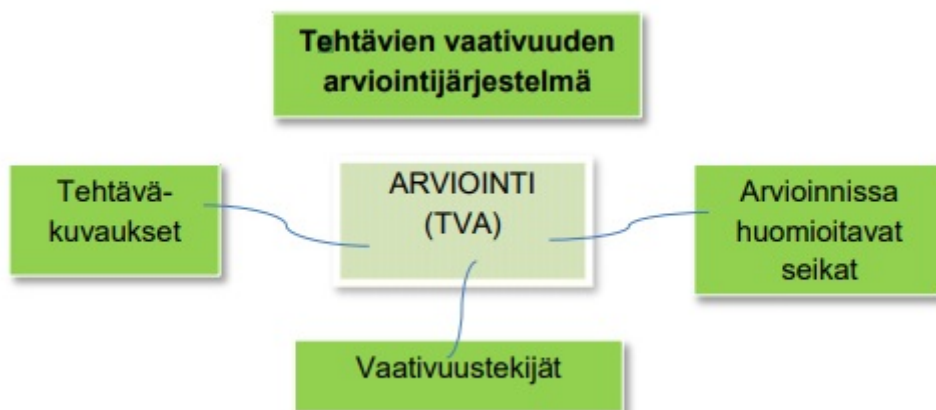 Tehtävien vaativuuden
arviointijärjestelmä
Tehtävä-
kuvaukset
ARVIOINTI
(TVA)
Arvioinnissa
huomioitavat
seikat
Vaativuustekijät